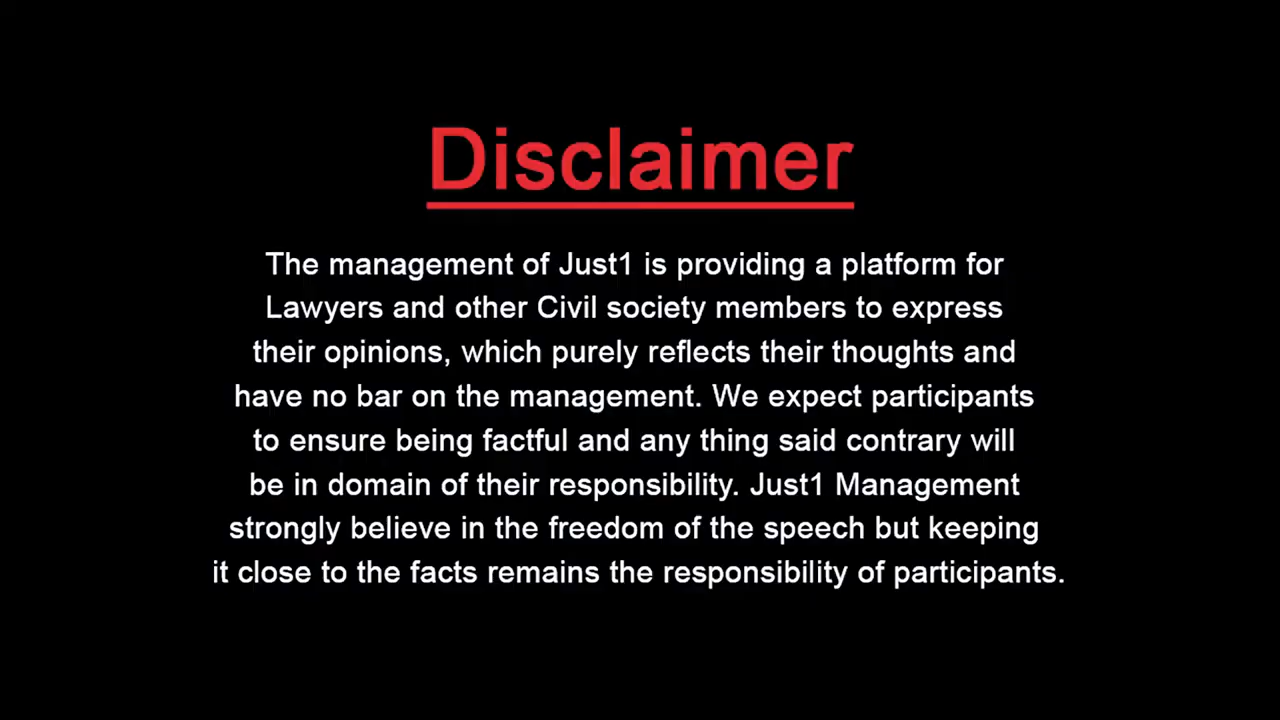 Disclaimer
The management of Just1 is providing a platform for
Lawyers and other Civil society members to express
their opinions, which purely reflects their thoughts and
have no bar on the management. We expect participants
to ensure being factful and any thing said contrary will
be in domain of their responsibility. Just1 Management
strongly believe in the freedom of the speech but keeping
it close to the facts remains the responsibility of participants.